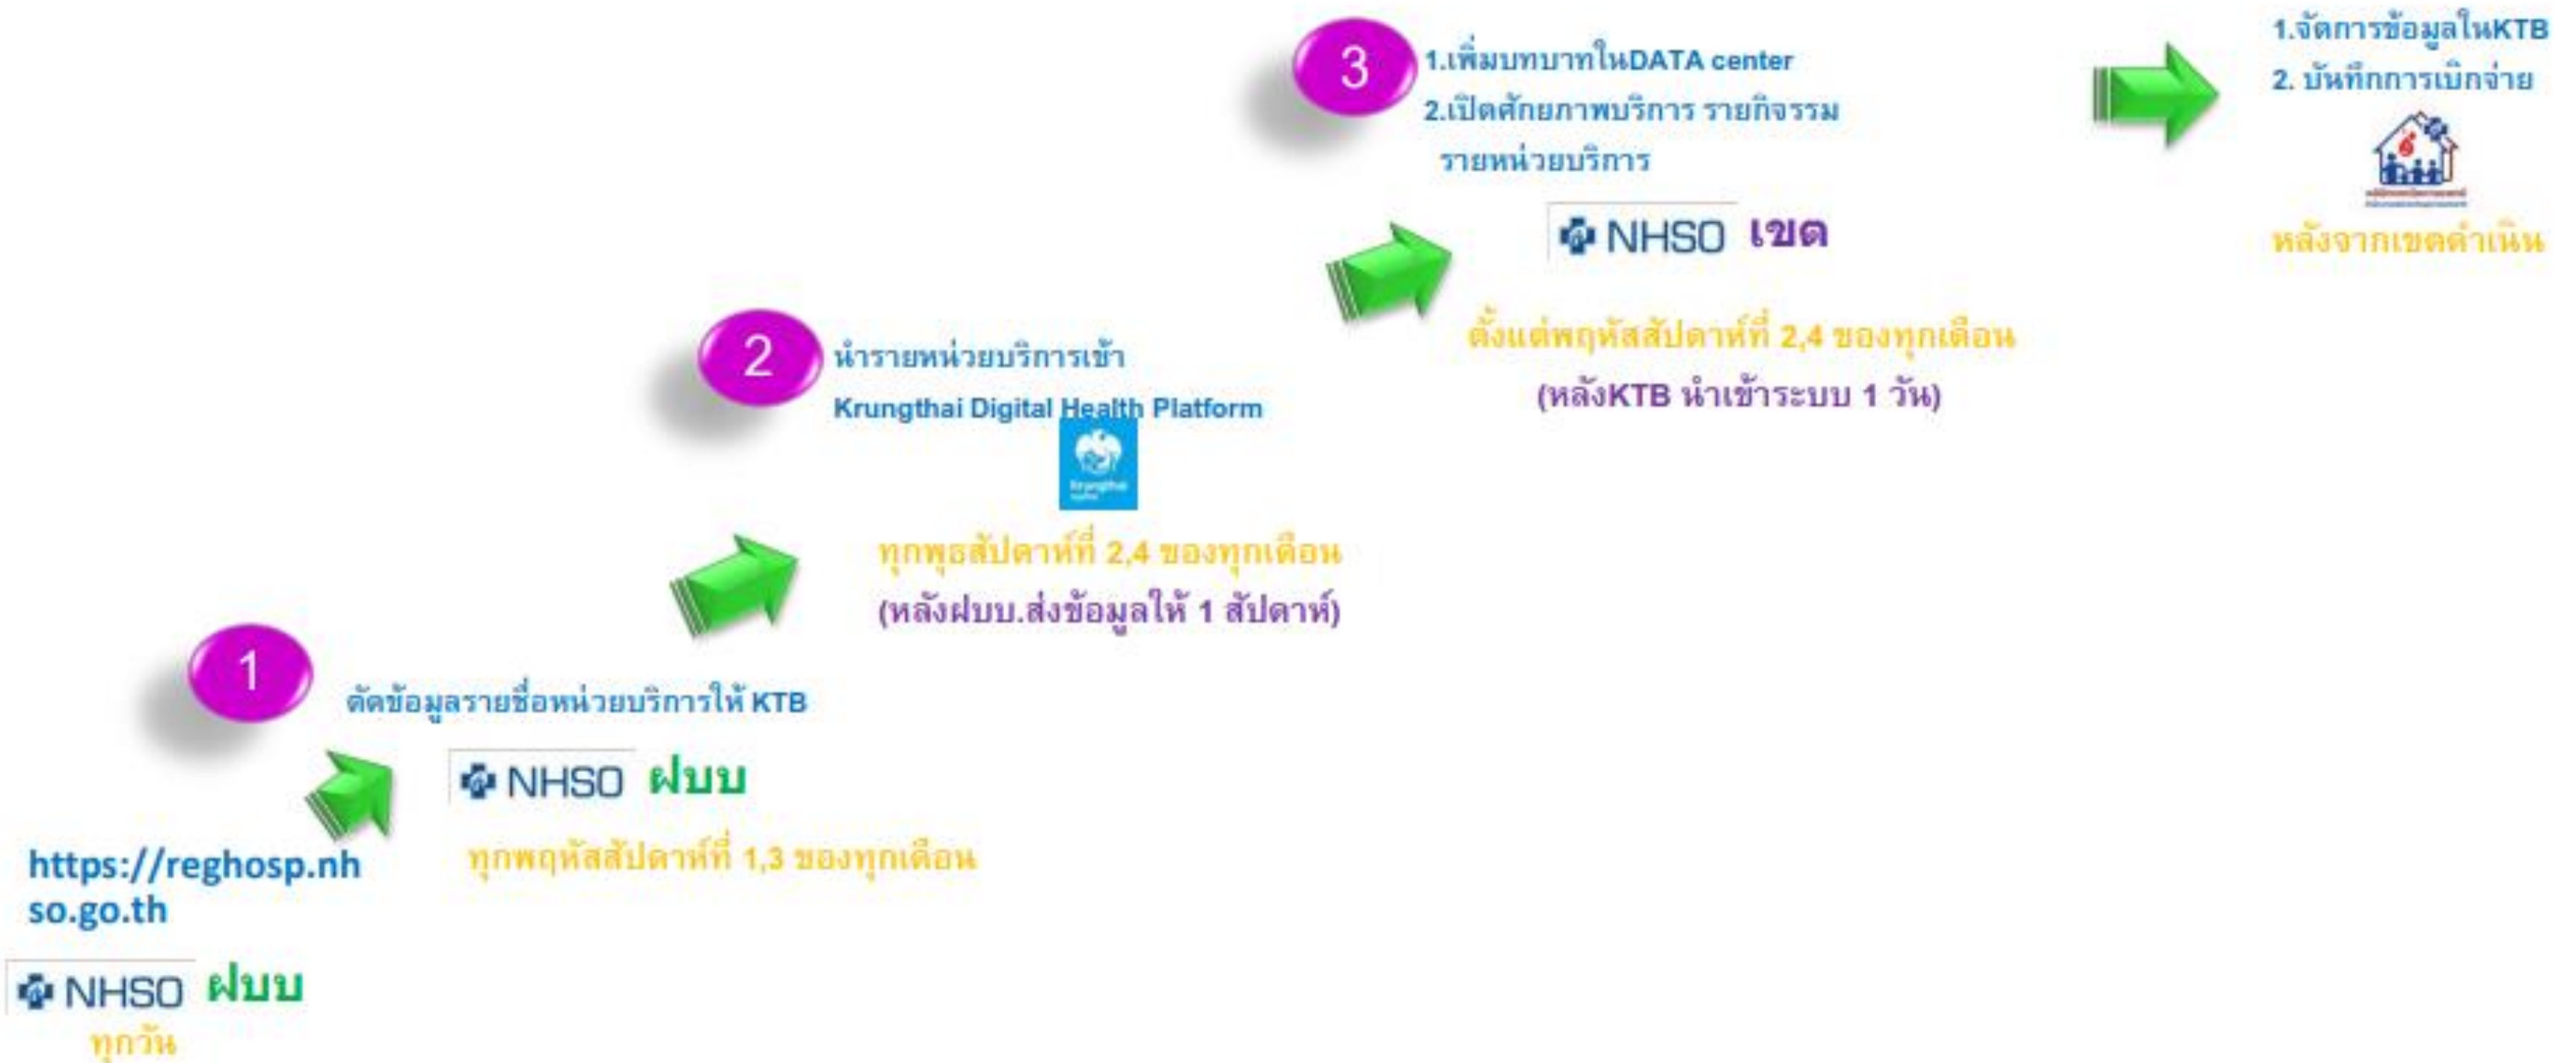 https://reghosp.nh
so.go.th
NHSO ฝบบ
ทุกวัน
1
ตัดข้อมูลรายชื่อหน่วยบริการให้ KTB
NHSO ฝบบ
ทุกพฤหัสสัปดาห์ที่ 1,3 ของทุกเดือน
2
นำรายหน่วยบริการเข้า
Krungthai Digital Health Platform
Krungthai
กรุงไทย
ทุกพุธสัปดาห์ที่ 2,4 ของทุกเดือน
(หลังฝบบ.ส่งข้อมูลให้ 1 สัปดาห์)
3
1.เพิ่มบทบาทในDATA center
2.เปิดศักยภาพบริการ รายกิจรรม
รายหน่วยบริการ
NHSO เขต
ตั้งแต่พฤหัสสัปดาห์ที่ 2,4 ของทุกเดือน
(หลังKTB นำเข้าระบบ 1 วัน)
1.จัดการข้อมูลในKTB
2. บันทึกการเบิกจ่าย
หลังจากเขตดำเนิน